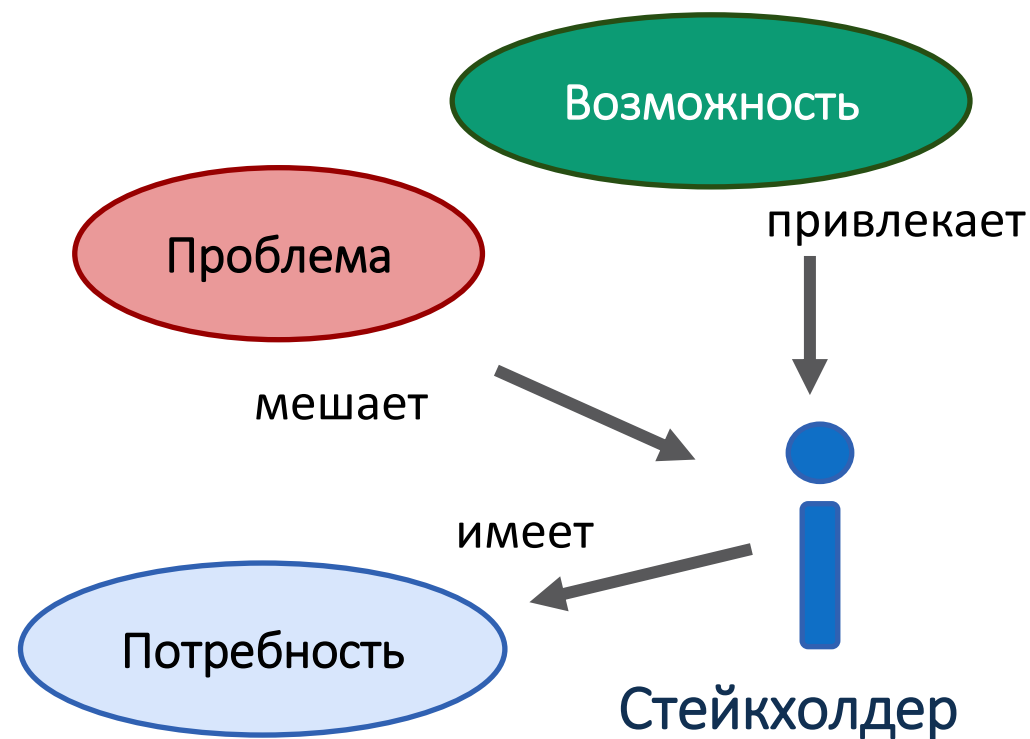 Возможность
привлекает
Проблема
мешает
имеет
Потребность
Стейкхолдер